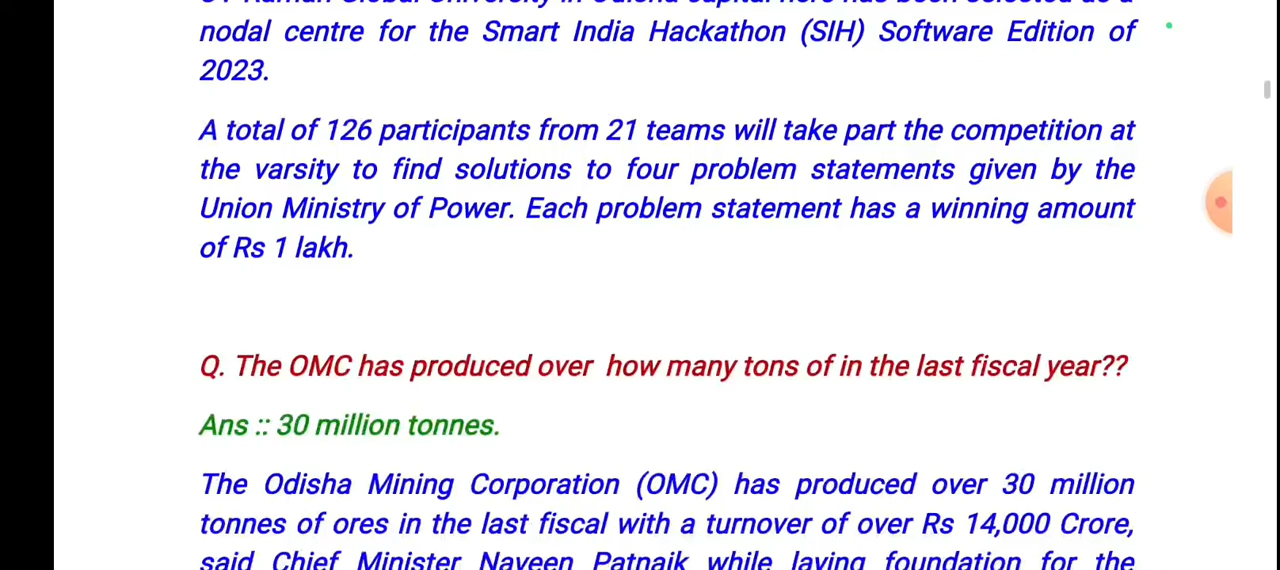 nodal centre for the Smart India Hackathon (SIH) Software Edition of
2023.
A total of 126 participants from 21 teams will take part the competition at
the varsity to find solutions to four problem statements given by the
Union Ministry of Power. Each problem statement has a winning amount
of Rs 1 lakh.
Q. The OMC has produced over how many tons of in the last fiscal year??
Ans :: 30 million tonnes.
The Odisha Mining Corporation (OMC) has produced over 30 million
tonnes of ores in the last fiscal with a turnover of over Rs 14,000 Crore,
said Chief Minister Naveen Patnaik while laying foundation for the